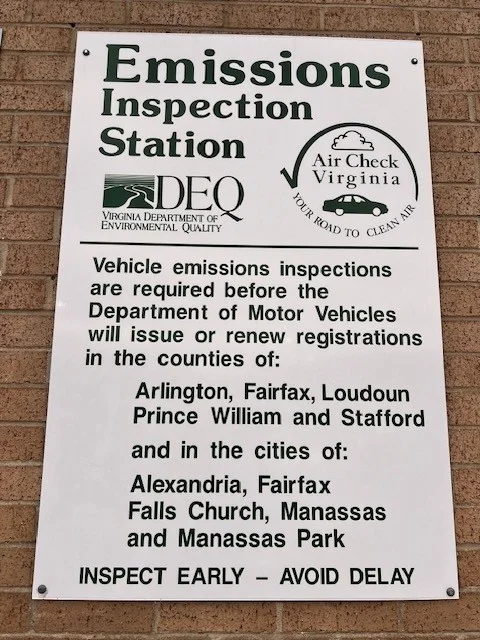 Emissions
Inspection
Station
DEQ
VIRGINIA DEPARTMENT OF
ENVIRONMENTAL QUALITY
Air Check
Virginia
YOUR ROAD TO CLEAN AIR
Vehicle emissions inspections
are required before the
Department of Motor Vehicles
will issue or renew registrations
in the counties of:
Arlington, Fairfax, Loudoun
Prince William and Stafford
and in the cities of:
Alexandria, Fairfax
Falls Church, Manassas
and Manassas Park
INSPECT EARLY – AVOID DELAY